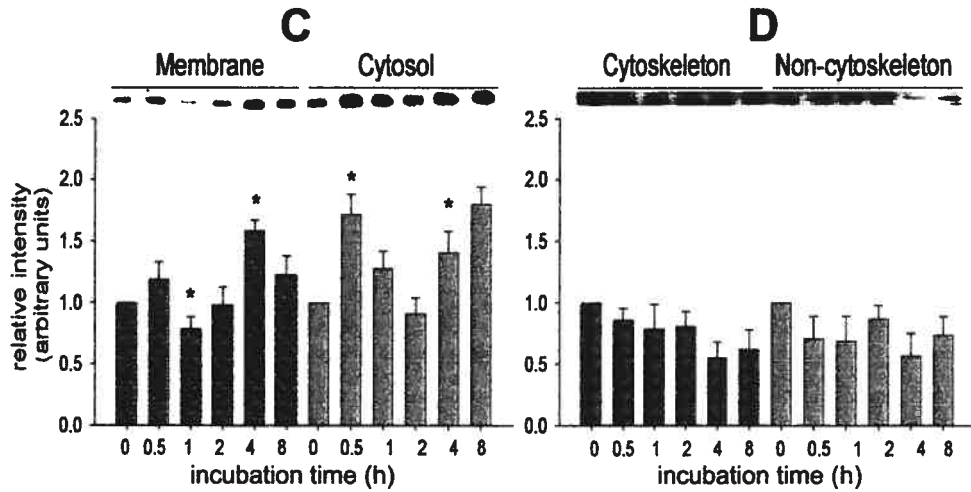 C
D
Membrane Cytosol
Cytoskeleton Non-cytoskeleton
relative intensity
(arbitrary units)
2.5
2.0
1.5
1.0
0.5
0.0
* * * *
0 0.5 1 2 4 8 0 0.5 1 2 4 8
incubation time (h)
2.5
2.0
1.5
1.0
0.5
0.0
0 0.5 1 2 4 8 0 0.5 1 2 4 8
incubation time (h)